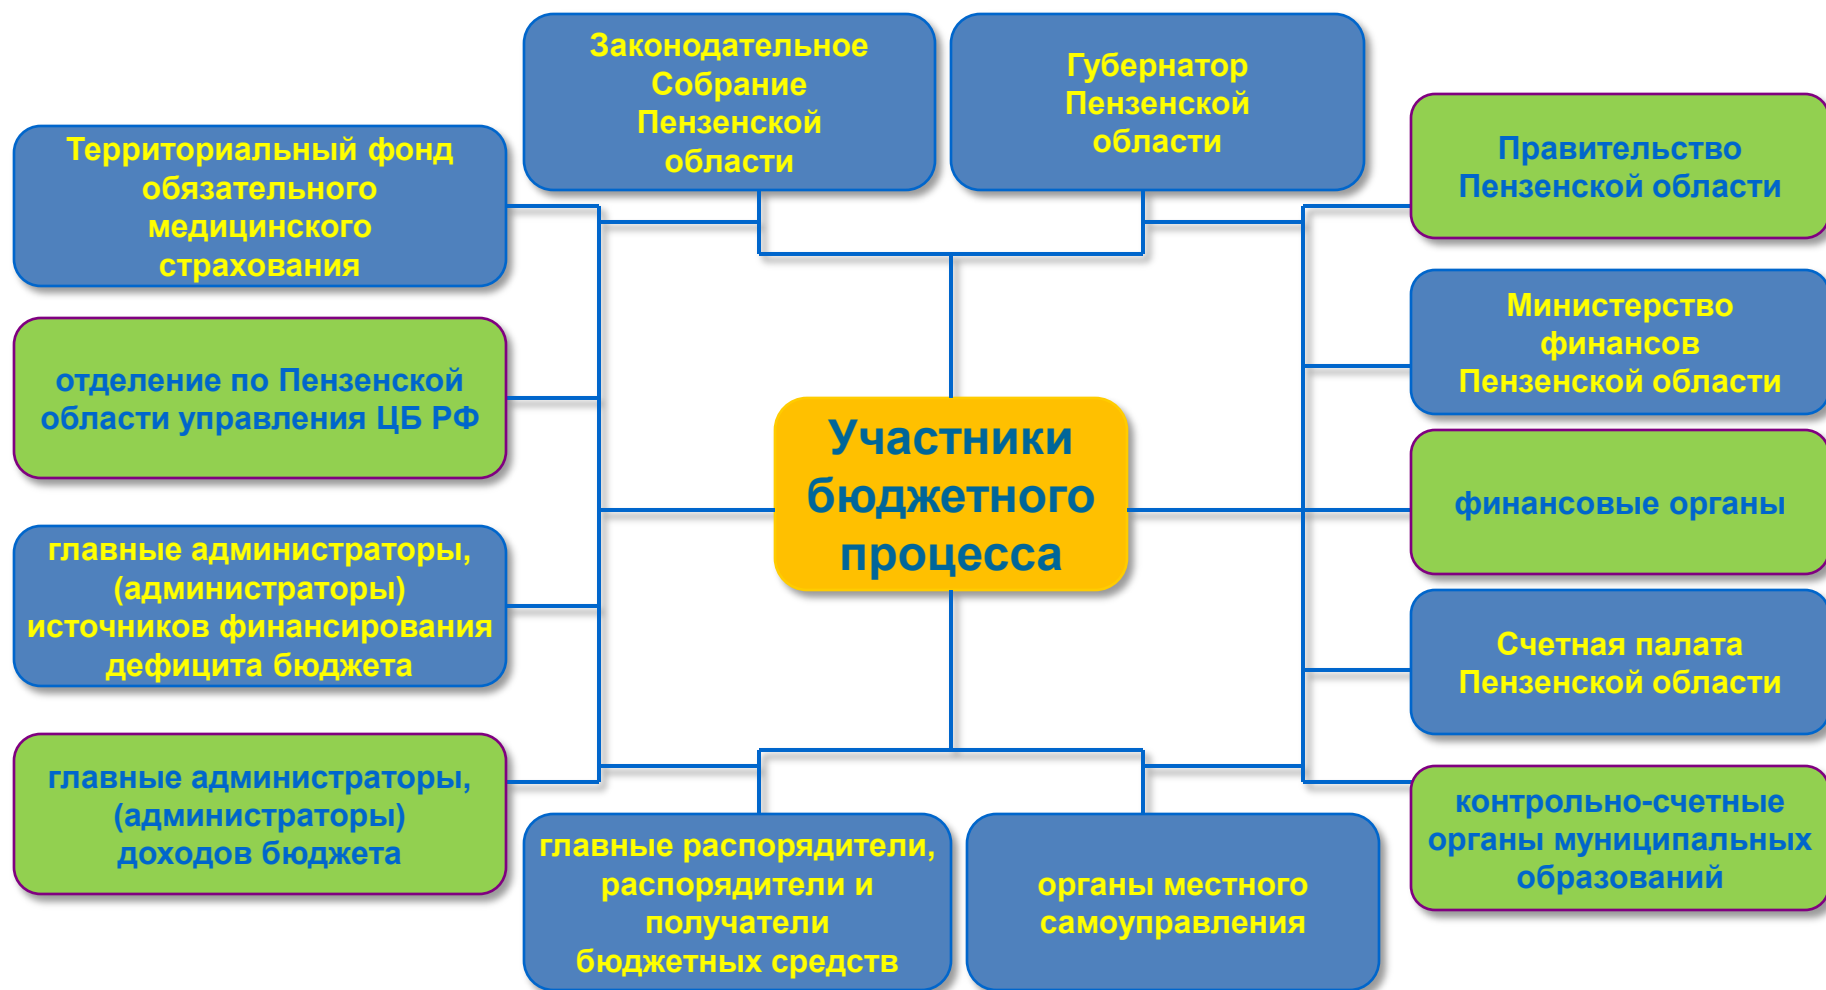 Законодательное
Собрание
Пензенской
области
Губернатор
Пензенской
области
Территориальный фонд
обязательного
медицинского
страхования
Правительство
Пензенской области
отделение по Пензенской
области управления ЦБ РФ
Министерство
финансов
Пензенской области
Участники
бюджетного
процесса
финансовые органы
главные администраторы,
(администраторы)
источников финансирования
дефицита бюджета
Счетная палата
Пензенской области
главные администраторы,
(администраторы)
доходов бюджета
контрольно-счетные
органы муниципальных
образований
главные распорядители,
распорядители и
получатели
бюджетных средств
органы местного
самоуправления